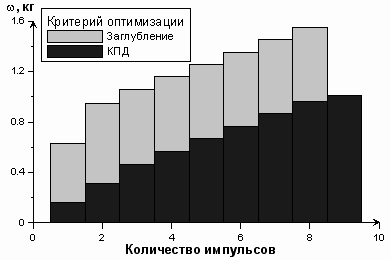 ω, кг
1.6
Критерий оптимизации
Заглубление
КПД
1.2
0.8
0.4
0
0 2 4 6 8 10
Количество импульсов